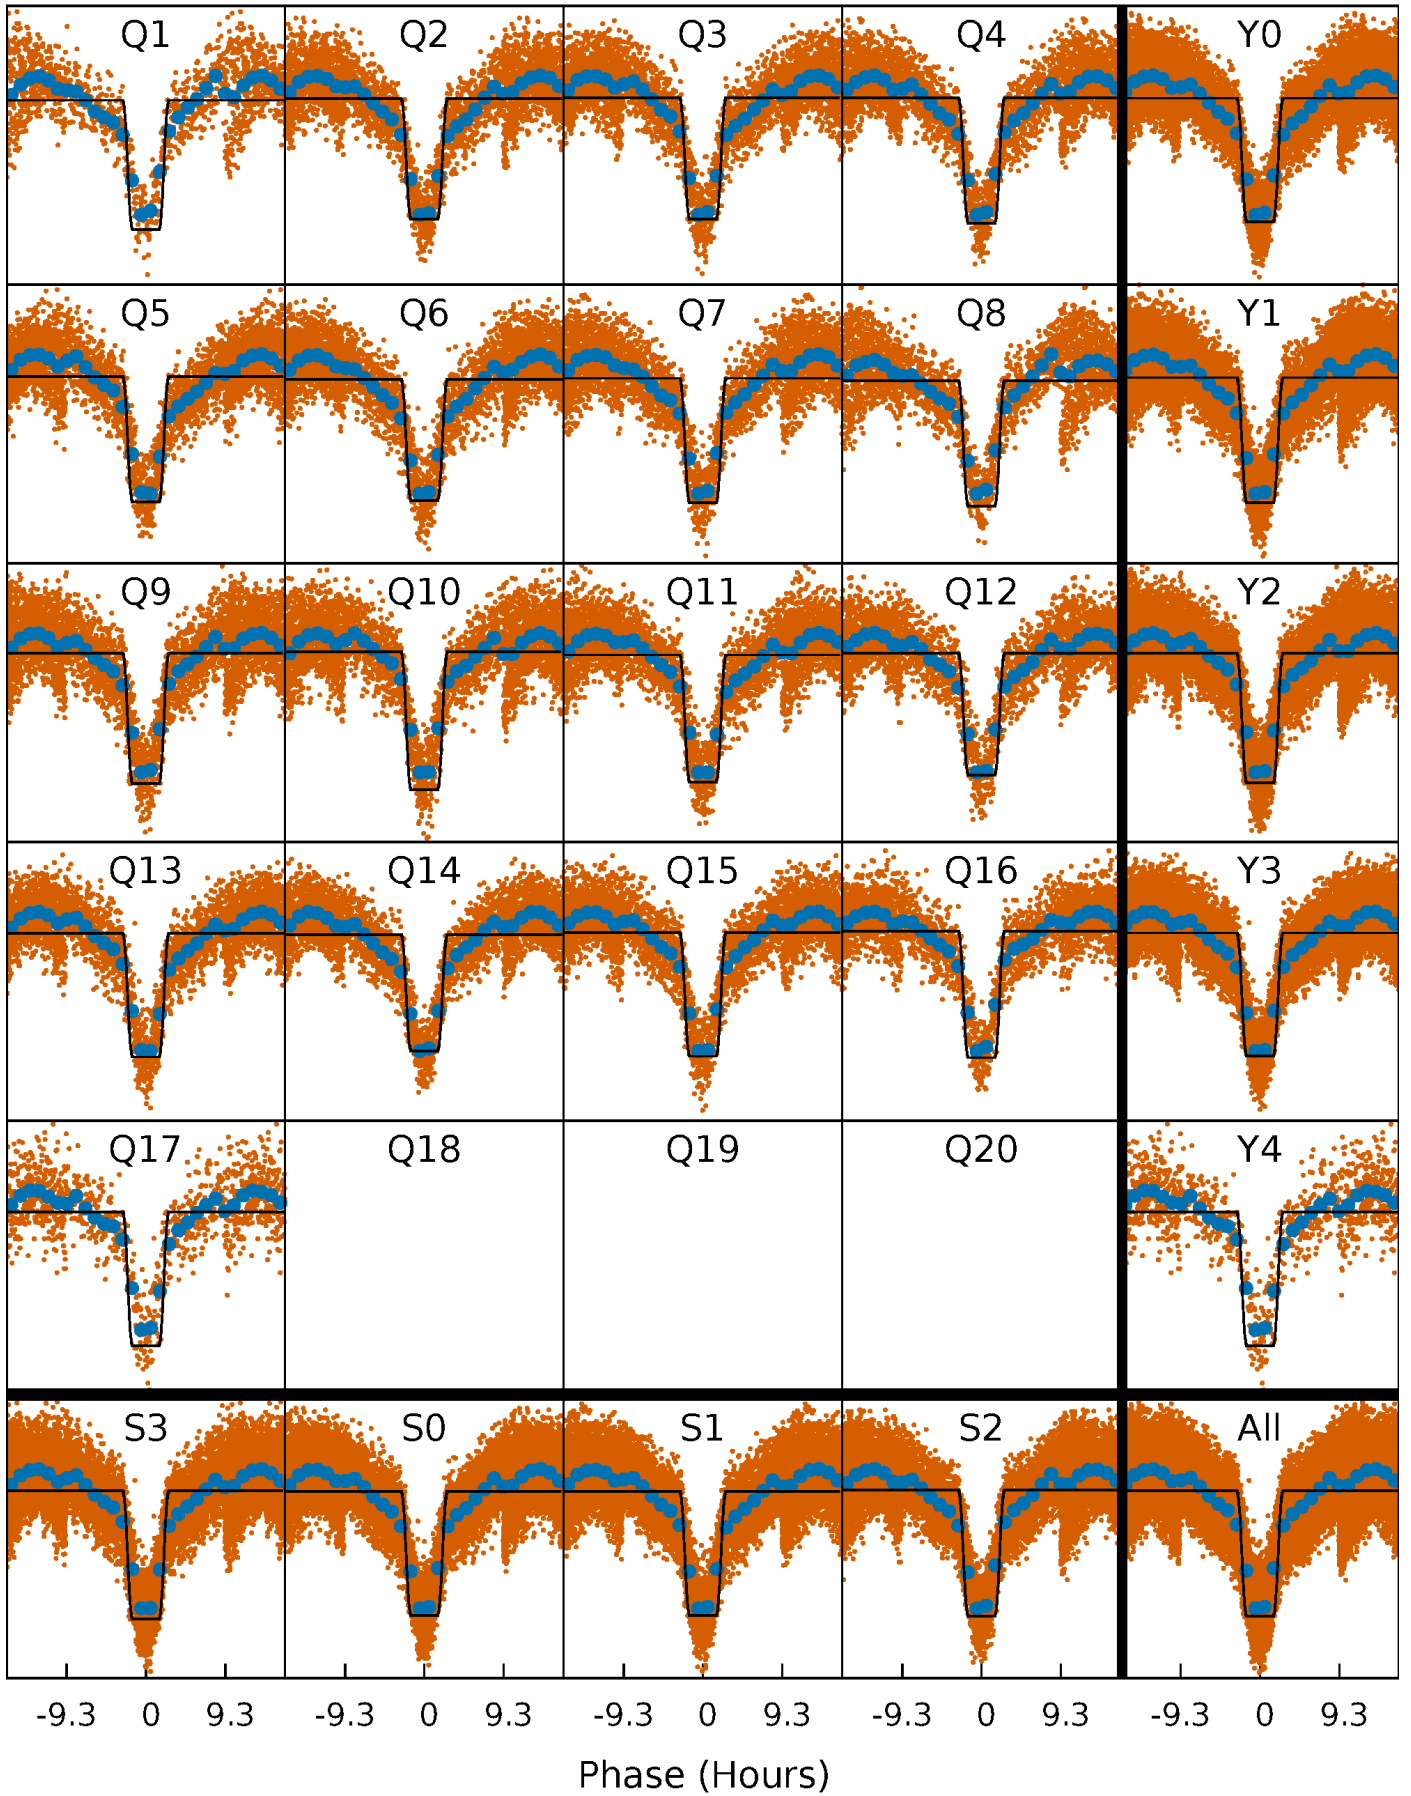 Q1 Q2 Q3 Q4 Y0
Q5 Q6 Q7 Q8 Y1
Q9 Q10 Q11 Q12 Y2
Q13 Q14 Q15 Q16 Y3
Q17 Q18 Q19 Q20 Y4
S3 S0 S1 S2 All
-9.3 0 9.3 -9.3 0 9.3 -9.3 0 9.3 -9.3 0 9.3 -9.3 0 9.3
Phase (Hours)